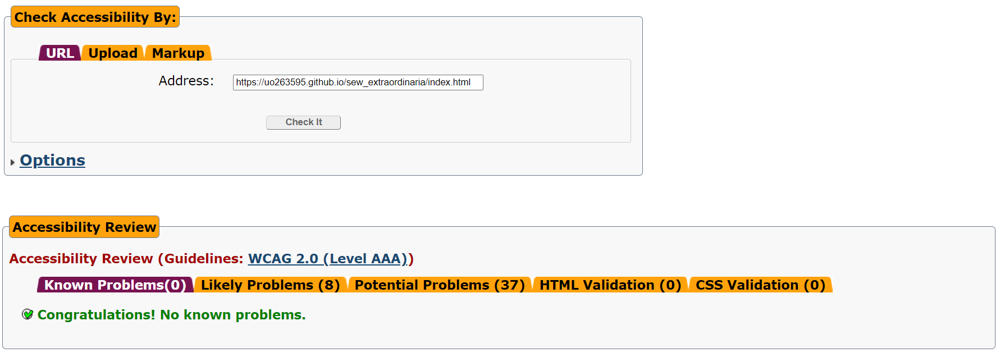 Check Accessibility By:
URL Upload Markup
Address: https://uo263595.github.io/sew_extraordinaria/index.html
Check It
Options
Accessibility Review
Accessibility Review (Guidelines: WCAG 2.0 (Level AAA))
Known Problems(0) Likely Problems (8) Potential Problems (37) HTML Validation (0) CSS Validation (0)
Congratulations! No known problems.